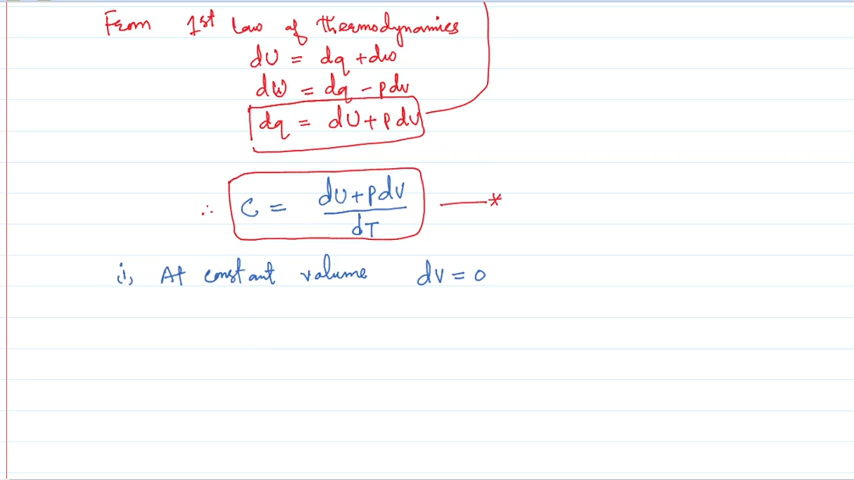 From 1st Law of thermodynamics
dU = dq + dw
dW = dq - pdv
dq = dU + PdV
∴ C = dU + PdV / dT —*
i, At constant volume dv = 0